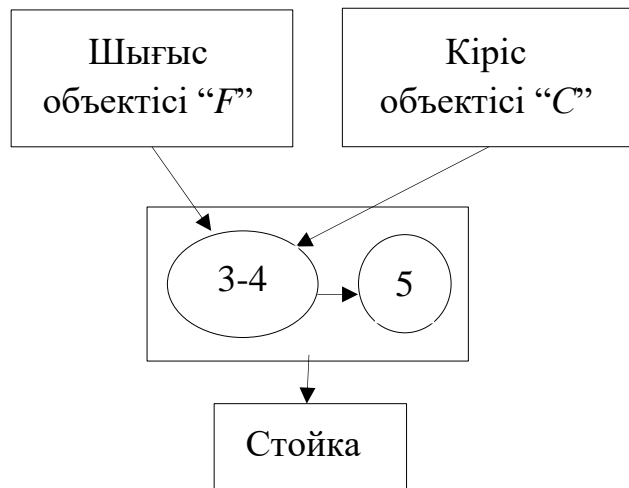 Шығыс
объектісі “F”
Кіріс
объектісі “C”
3-4
5
Стойка